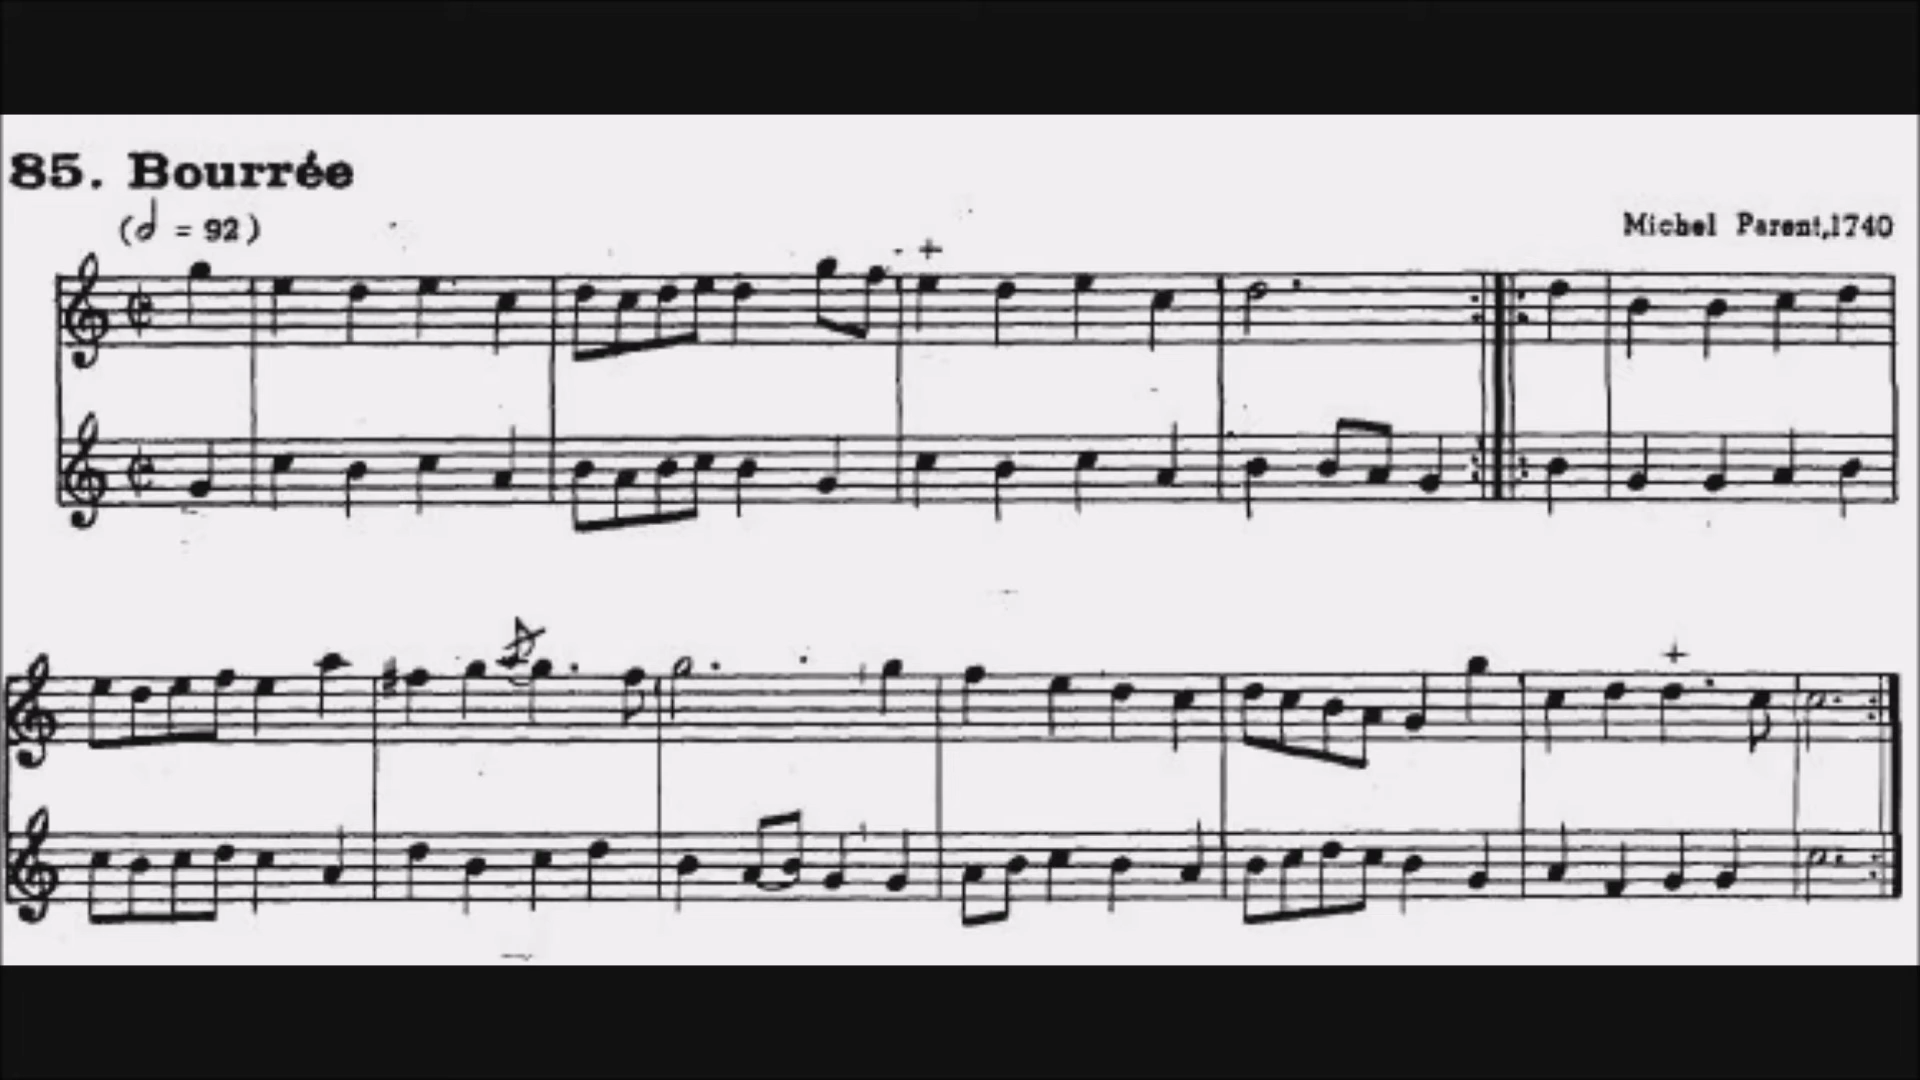 85. Bourrée
(𝅗𝅥 = 92)
Michel Parent,1740